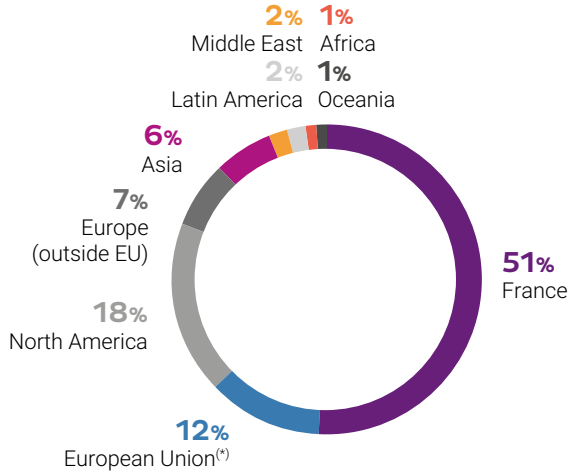 2%
Middle East
1%
Africa
2%
Latin America
1%
Oceania
6%
Asia
7%
Europe
(outside EU)
51%
France
18%
North America
12%
European Union(*)